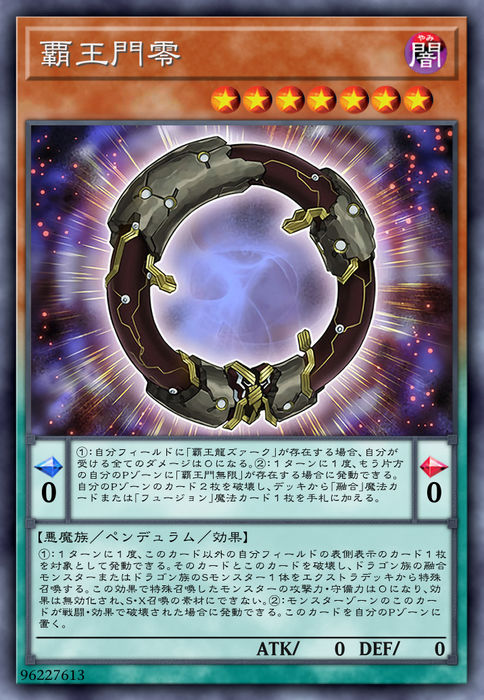 覇王門零
やみ
闇
①：自分フィールドに「覇王龍ズァーク」が存在する場合、自分が
受ける全てのダメージは０になる。②：１ターンに１度、もう片方
の自分のＰゾーンに「覇王門無限」が存在する場合に発動できる。
自分のＰゾーンのカード２枚を破壊し、デッキから「融合」魔法カ
ードまたは「フュージョン」魔法カード１枚を手札に加える。
0
0
【悪魔族／ペンデュラム／効果】
①：１ターンに１度、このカード以外の自分フィールドの表側表示のカード１枚
を対象として発動できる。そのカードとこのカードを破壊し、ドラゴン族の融合
モンスターまたはドラゴン族のＳモンスター１体をエクストラデッキから特殊
召喚する。この効果で特殊召喚したモンスターの攻撃力・守備力は０になり、効
果は無効化され、Ｓ・Ｘ召喚の素材にできない。②：モンスターゾーンのこのカー
ドが戦闘・効果で破壊された場合に発動できる。このカードを自分のＰゾーンに
置く。
ATK/ 0 DEF/ 0
96227613